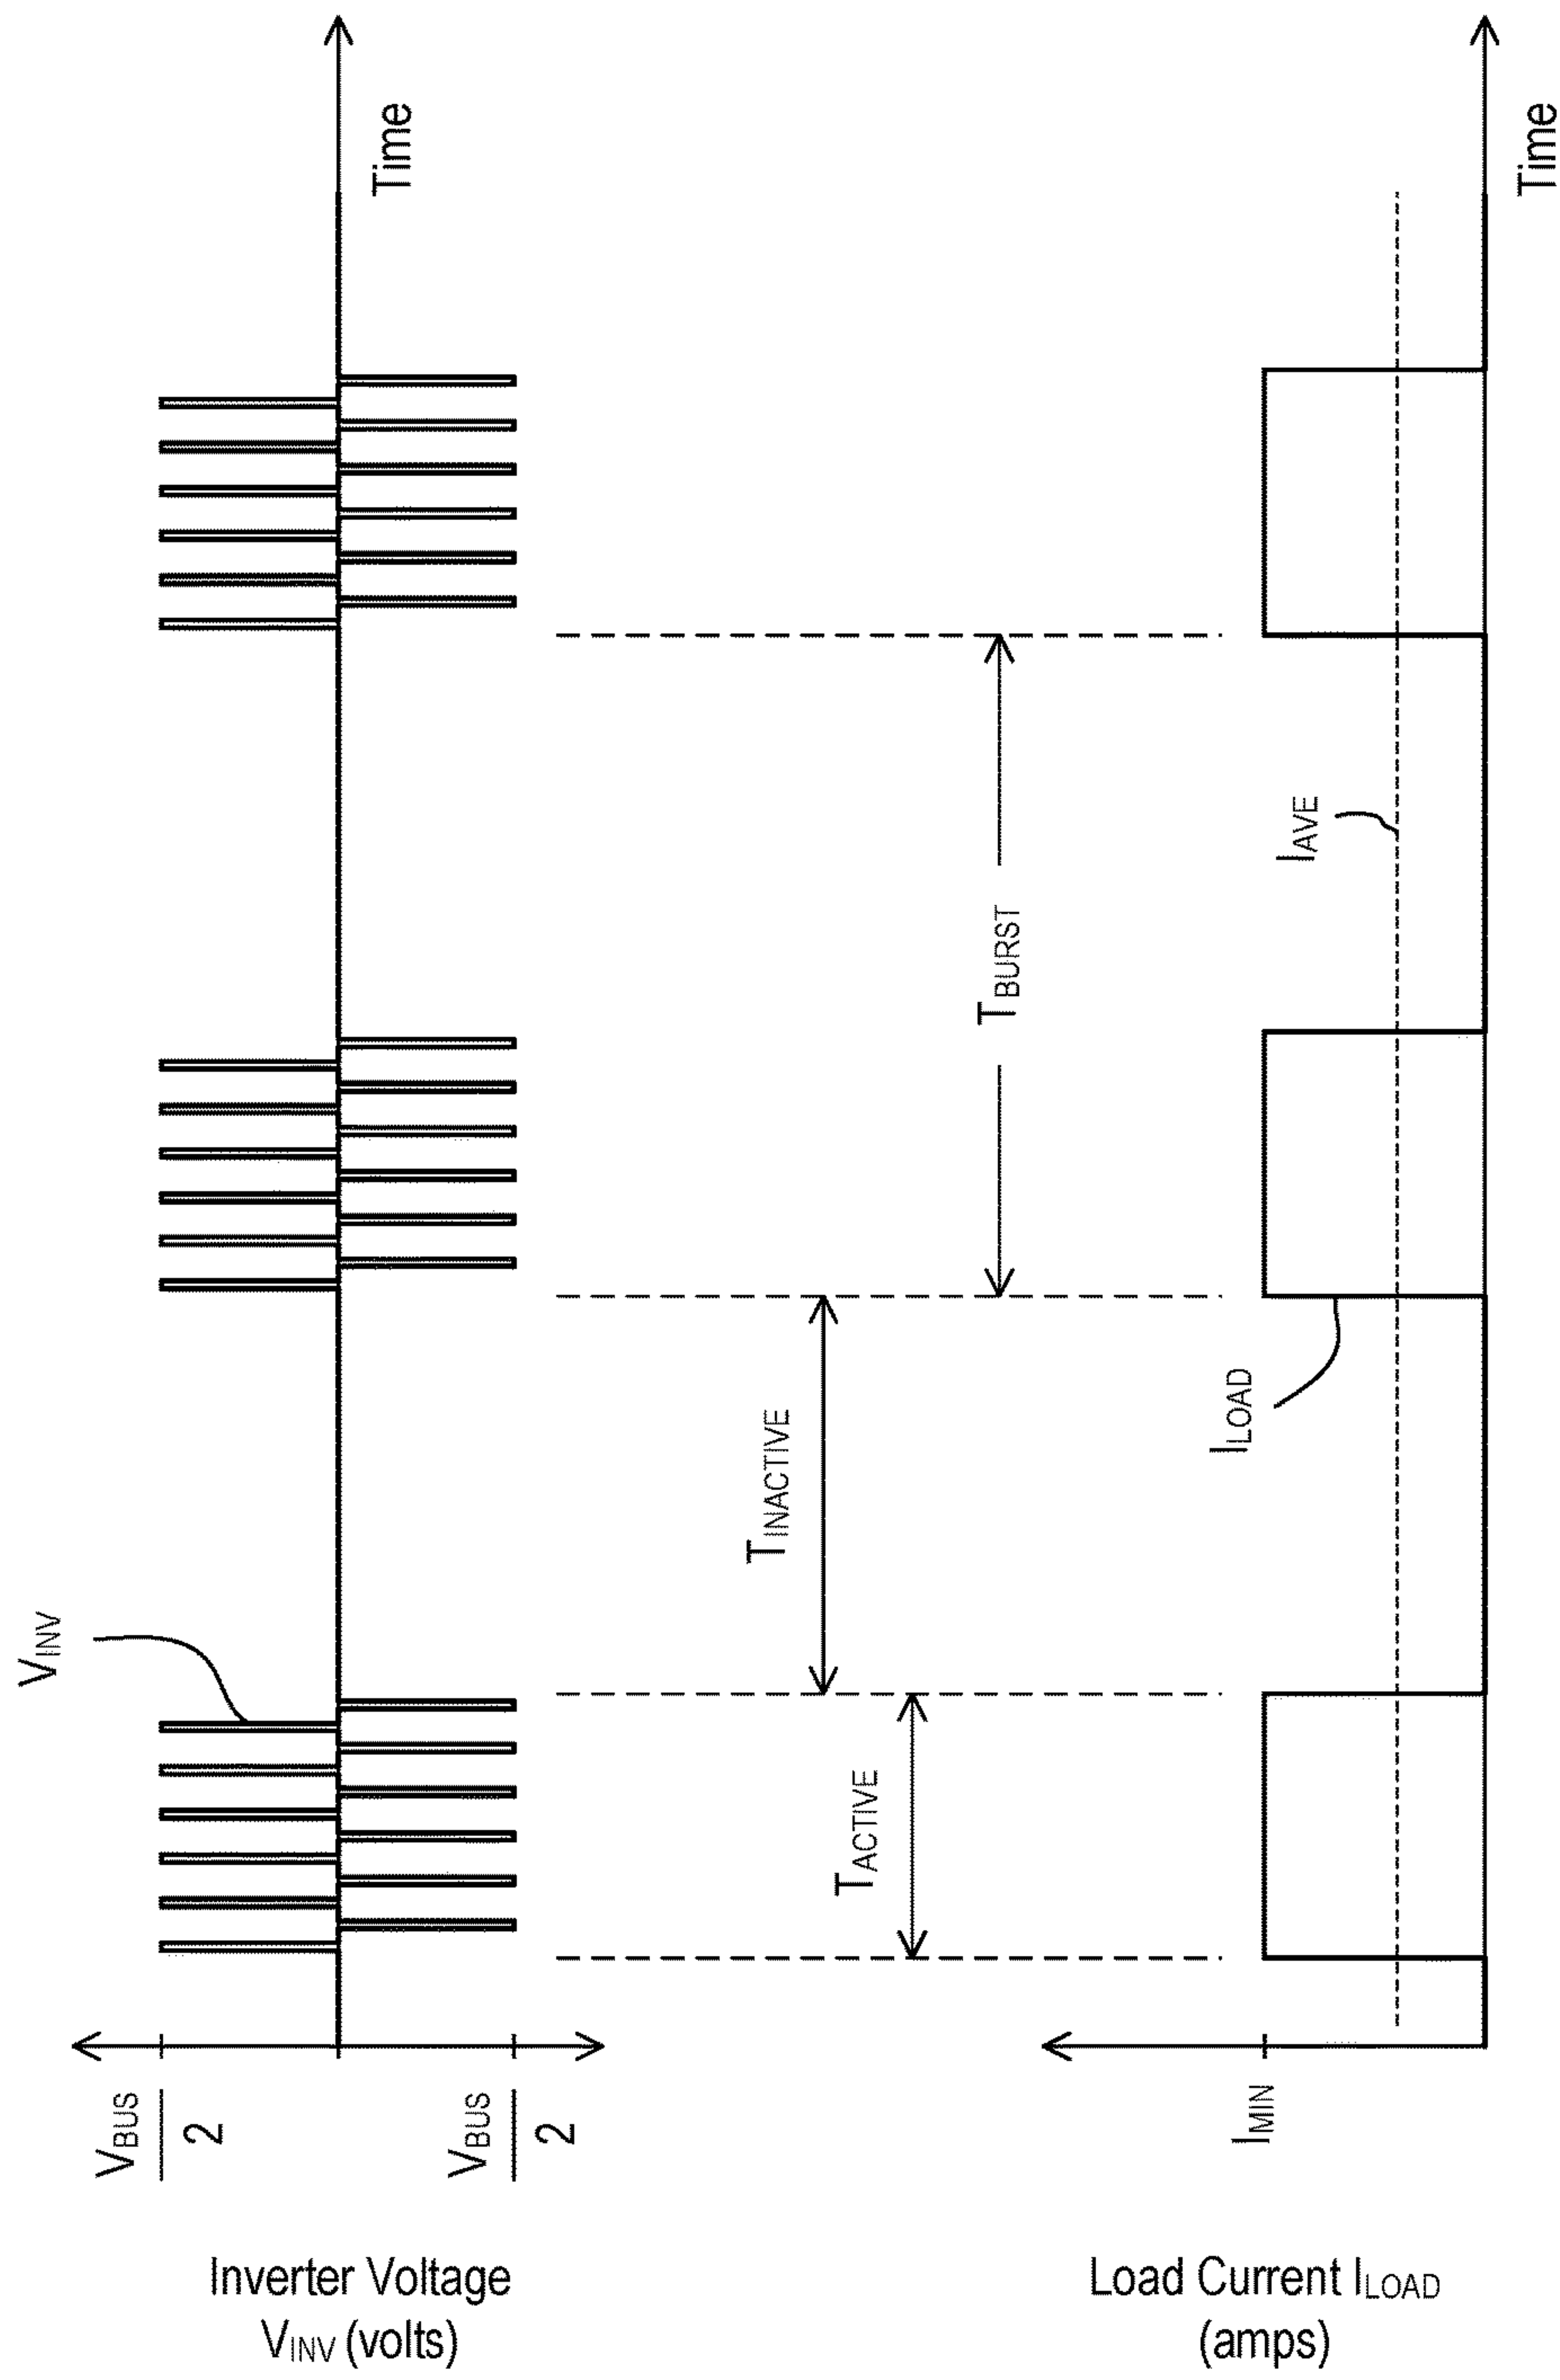 Inverter Voltage
VINV (volts)
VBUS
2
VBUS
2
VINV
Time
TACTIVE
TINACTIVE
TBURST
Load Current ILOAD
(amps)
IMIN
ILOAD
IAVE
Time